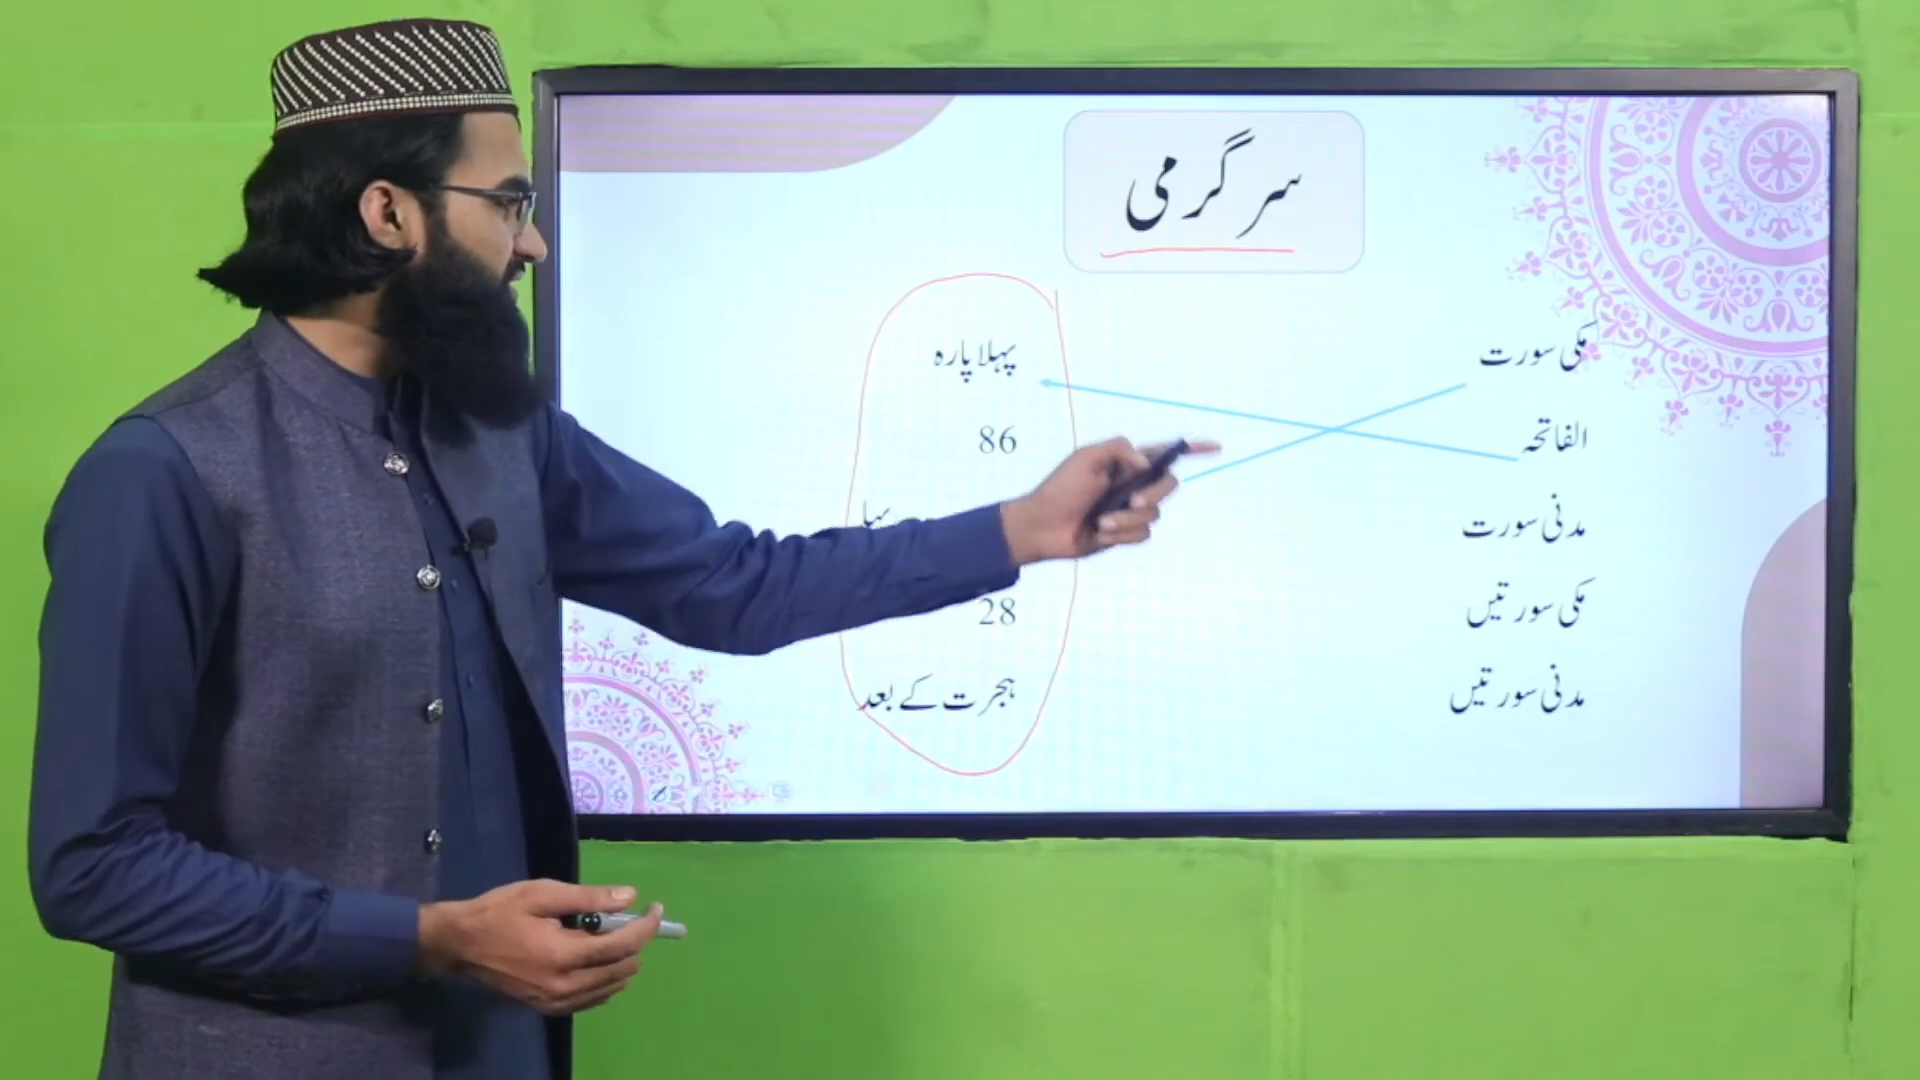 سرگرمی
مکی سورت پہلا پارہ
الفاتحہ 86
مدنی سورت
مکی سورتیں 28
مدنی سورتیں ہجرت کے بعد